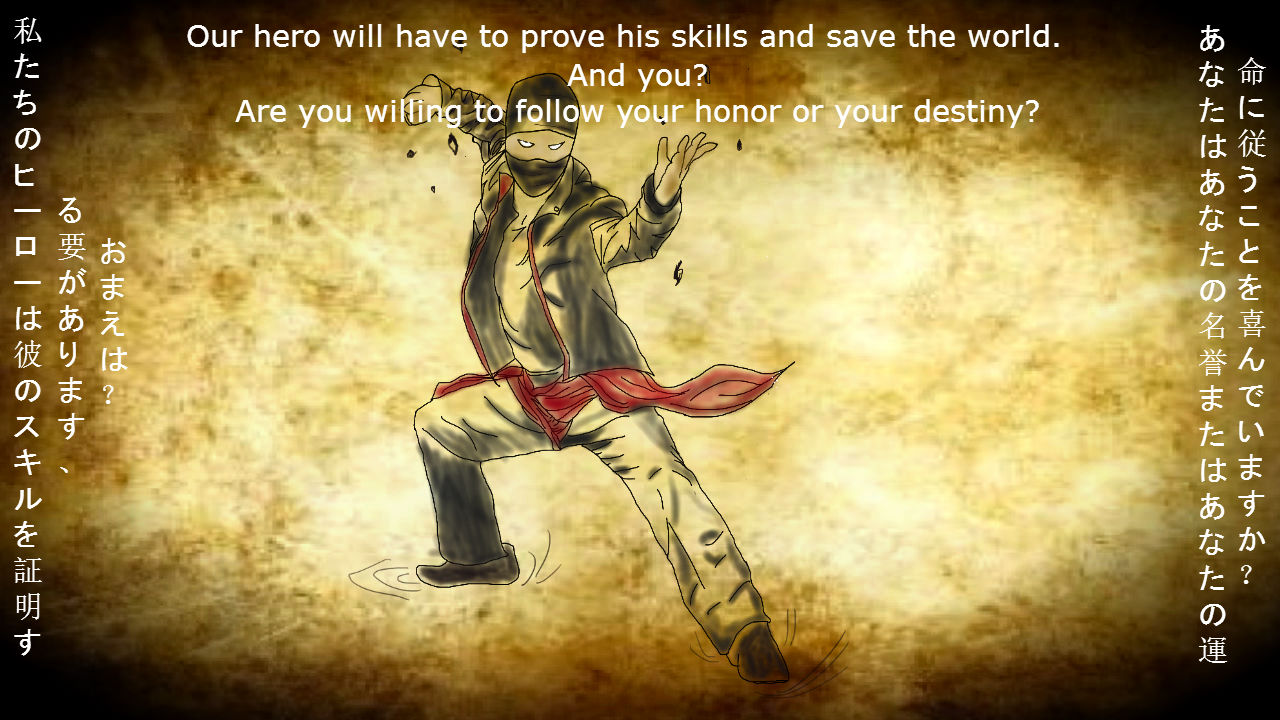 Our hero will have to prove his skills and save the world.
And you?
Are you willing to follow your honor or your destiny?
私たちのヒーローは彼のスキルを証明す
る要があります、
おまえは？
あなたはあなたの名誉またはあなたの運
命に従うことを喜んでいますか？